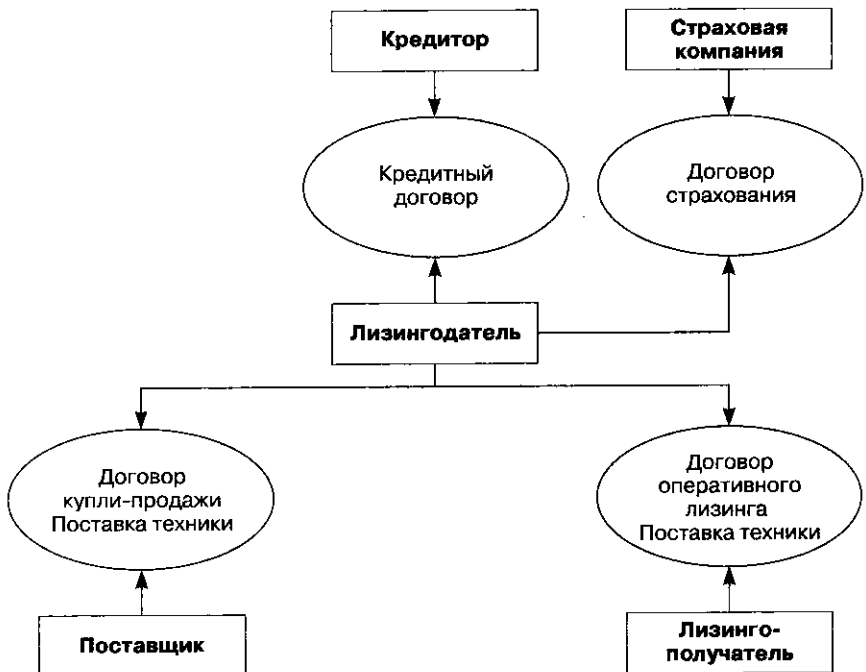 Кредитор
Страховая
компания
Кредитный
договор
Договор
страхования
Лизингодатель
Договор
купли-продажи
Поставка техники
Договор
оперативного
лизинга
Поставка техники
Поставщик
Лизинго-
получатель